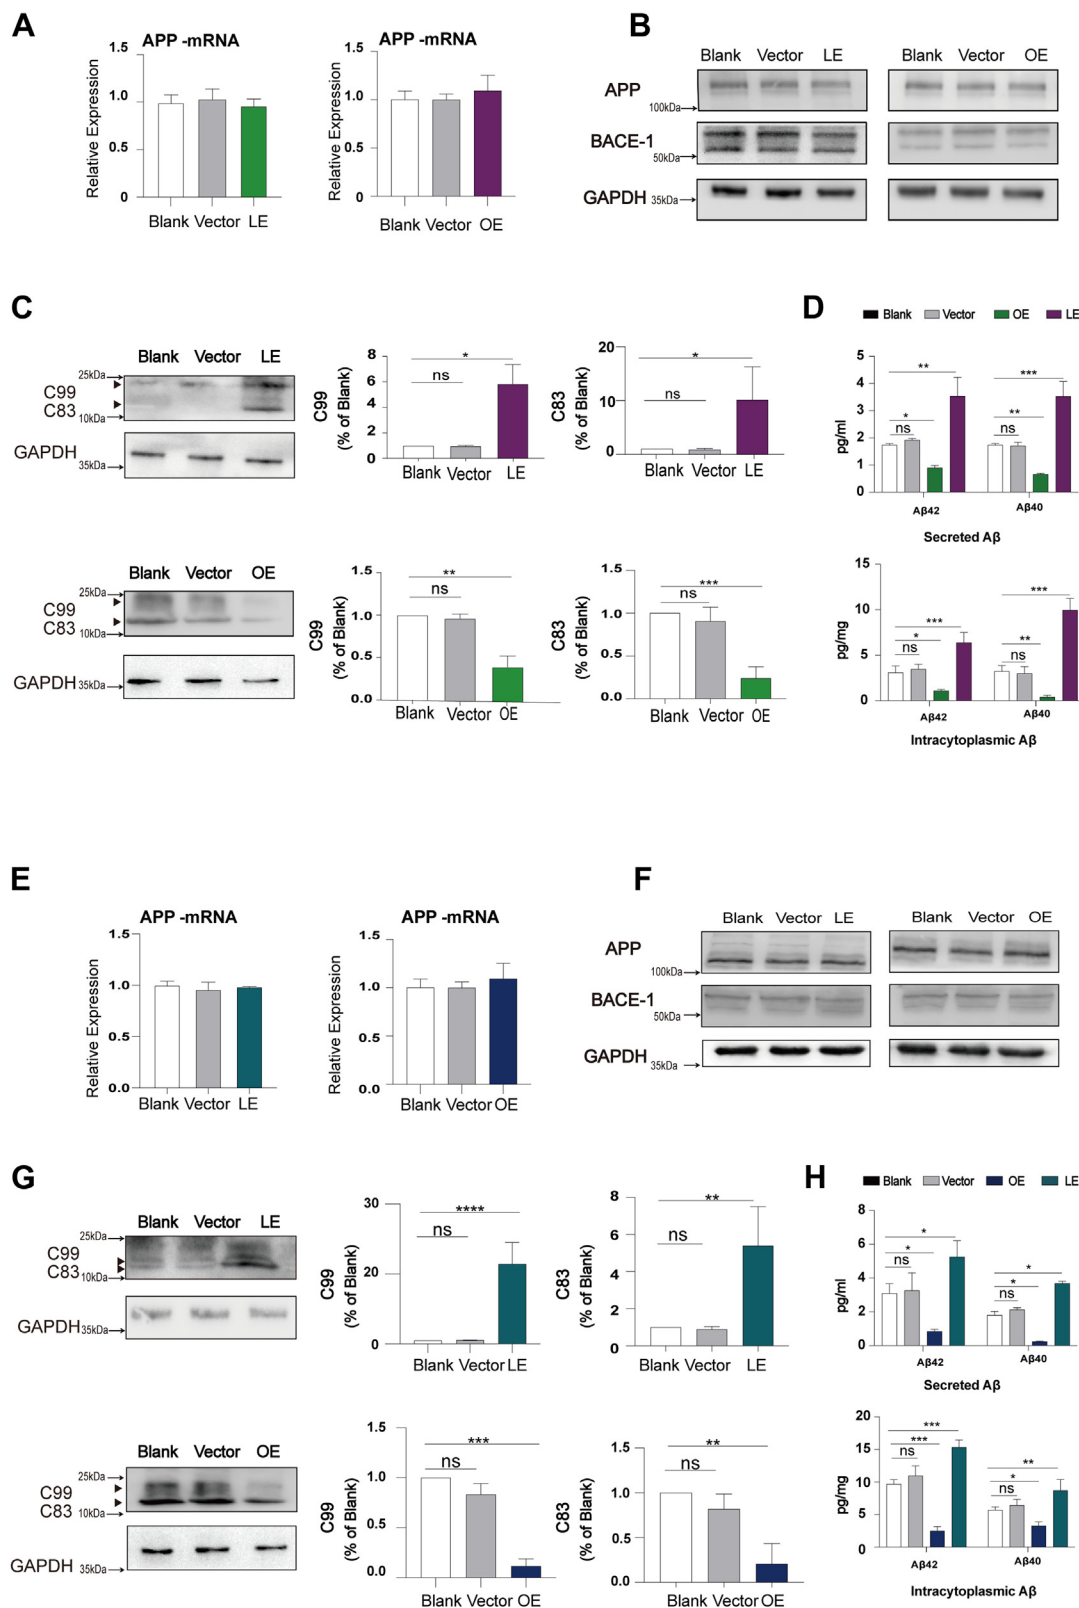 A
APP -mRNA
Relative Expression
1.5
1.0
0.5
0
Blank Vector LE
APP -mRNA
Relative Expression
1.5
1.0
0.5
0
Blank Vector OE
B
Blank Vector LE
Blank Vector OE
APP
100kDa
BACE-1
50kDa
GAPDH 35kDa
C
Blank Vector LE
25kDa
C99
C83
10kDa
GAPDH
35kDa
C99
(% of Blank)
8
6
4
2
0
*
ns
Blank Vector LE
C83
(% of Blank)
20
10
0
*
ns
Blank Vector LE
Blank Vector OE
25kDa
C99
C83
10kDa
GAPDH 35kDa
C99
(% of Blank)
1.5
1.0
0.5
0.0
**
ns
Blank Vector OE
C83
(% of Blank)
1.5
1.0
0.5
0.0
***
ns
Blank Vector OE
D
Blank Vector OE LE
pg/ml
5
4
3
2
1
0
** ***
* **
ns ns
Aβ42 Aβ40
Secreted Aβ
pg/mg
15
10
5
0
*** ***
* **
ns ns
Aβ42 Aβ40
Intracytoplasmic Aβ
E
APP -mRNA
Relative Expression
1.5
1.0
0.5
0.0
Blank Vector LE
APP -mRNA
Relative Expression
1.5
1.0
0.5
0.0
Blank Vector OE
F
Blank Vector LE
Blank Vector OE
APP
100kDa
BACE-1
50kDa
GAPDH
35kDa
G
Blank Vector LE
25kDa
C99
C83
10kDa
GAPDH
35kDa
C99
(% of Blank)
30
20
0
****
ns
Blank Vector LE
C83
(% of Blank)
8
6
4
2
0
**
ns
Blank Vector LE
Blank Vector OE
25kDa
C99
C83
10kDa
GAPDH
35kDa
C99
(% of Blank)
1.5
1.0
0.5
0.0
***
ns
Blank Vector OE
C83
(% of Blank)
1.5
1.0
0.5
0.0
**
ns
Blank Vector OE
H
Blank Vector OE LE
pg/ml
8
6
4
2
0
* *
* *
ns ns
Aβ42 Aβ40
Secreted Aβ
pg/mg
20
15
10
5
0
*** **
*** *
ns ns
Aβ42 Aβ40
Intracytoplasmic Aβ